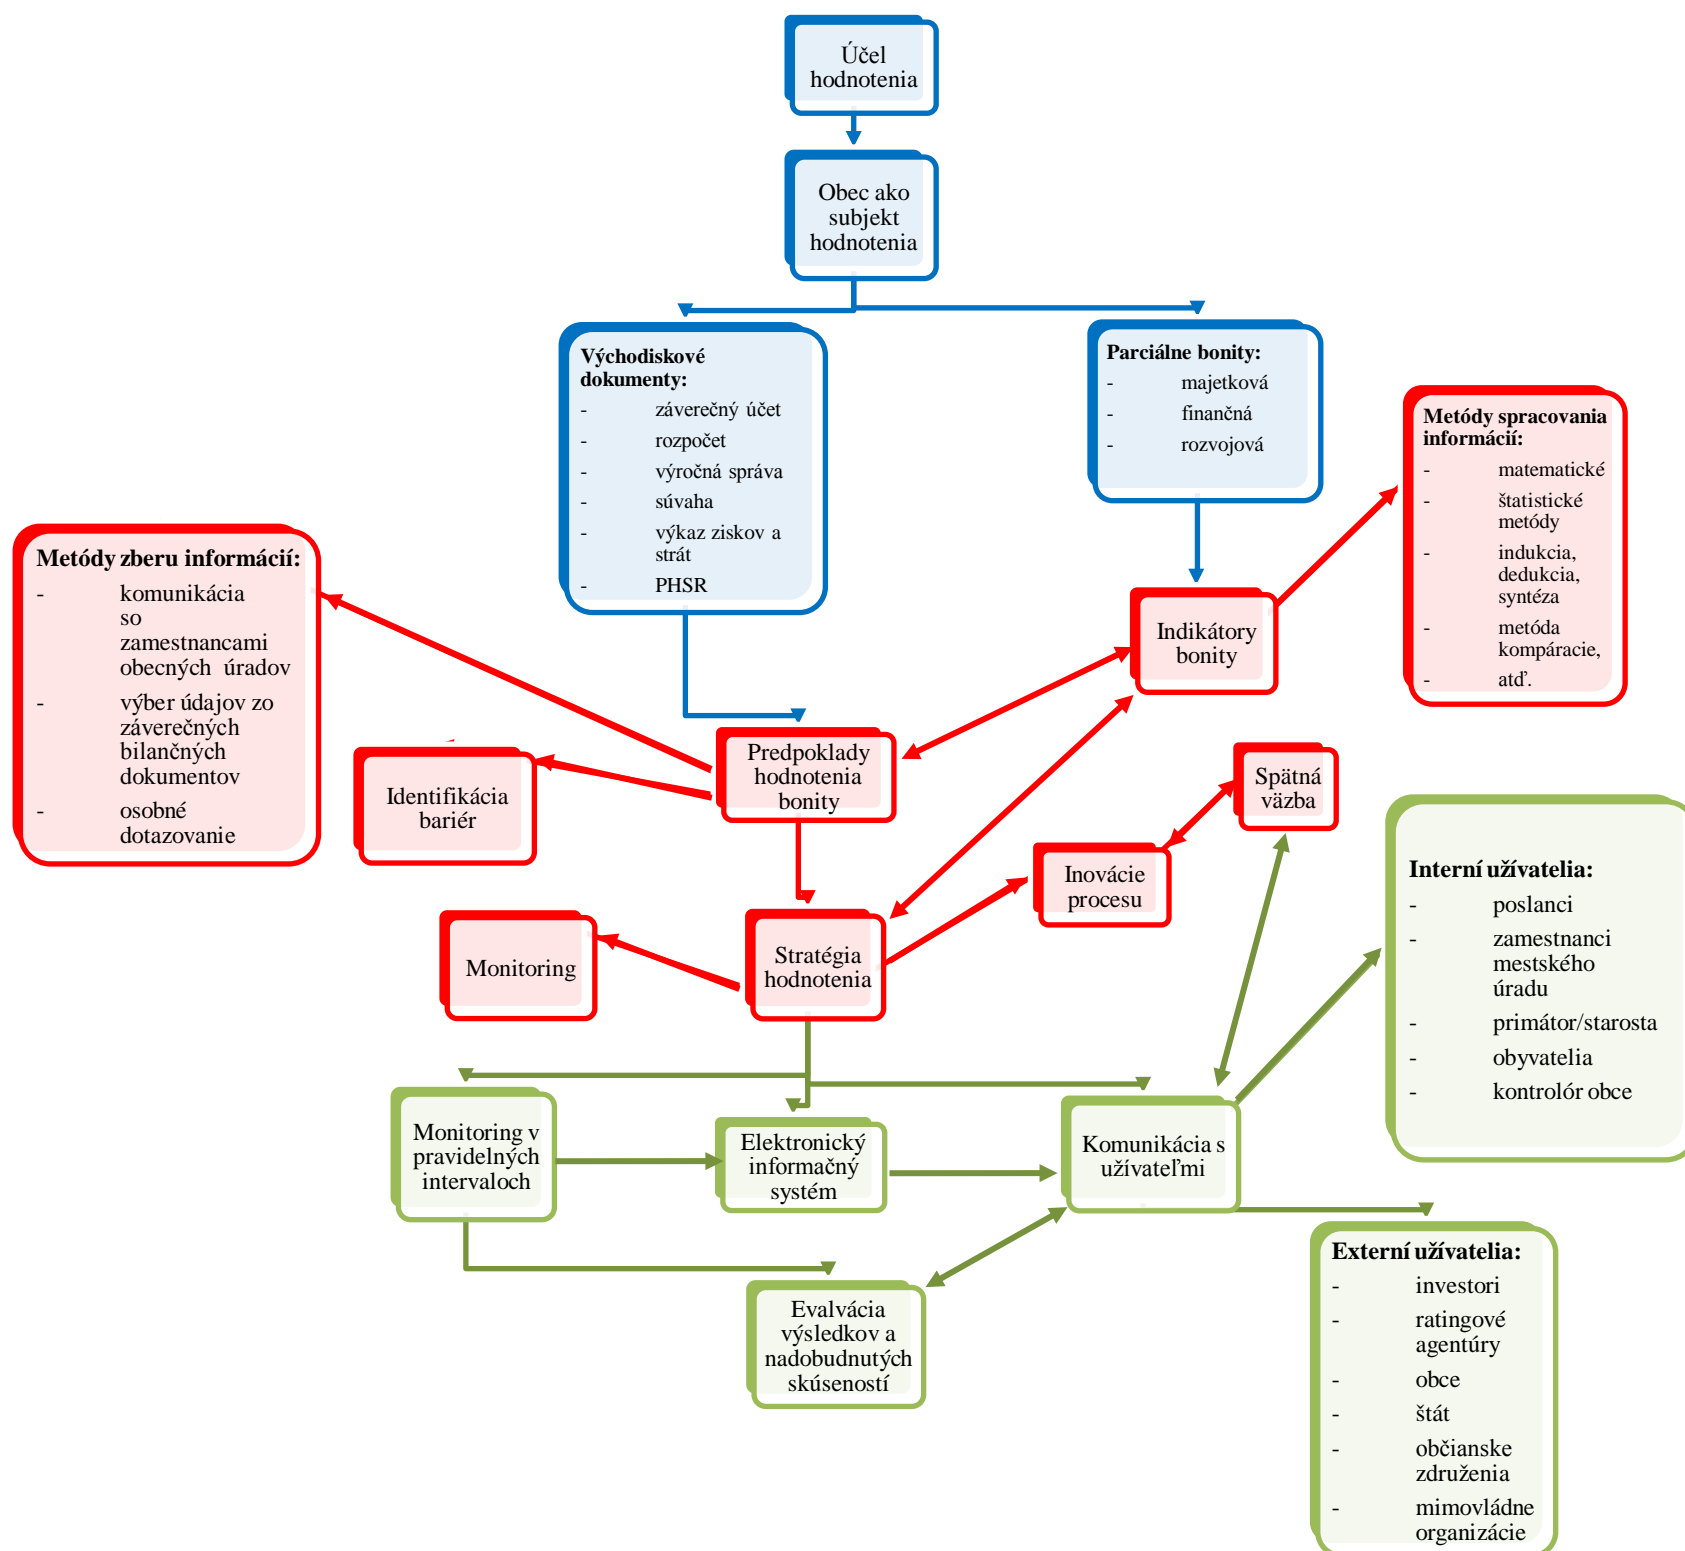 Účel
hodnotenia
Obec ako
subjekt
hodnotenia
Východiskové
dokumenty:
- záverečný účet
- rozpočet
- výročná správa
- súvaha
- výkaz ziskov a
strát
- PHSR
Parciálne bonity:
- majetková
- finančná
- rozvojová
Metódy spracovania
informácií:
- matematické
- štatistické
metódy
- indukcia,
dedukcia,
syntéza
- metóda
kompáracie,
- atď.
Metódy zberu informácií:
- komunikácia
so
zamestnancami
obecných úradov
- výber údajov zo
záverečných
bilančných
dokumentov
- osobné
dotazovanie
Indikátory
bonity
Predpoklady
hodnotenia
bonity
Identifikácia
bariér
Spätná
väzba
Inovácie
procesu
Monitoring
Stratégia
hodnotenia
Interní užívatelia:
- poslanci
- zamestnanci
mestského
úradu
- primátor/starosta
- obyvatelia
- kontrolór obce
Monitoring v
pravidelných
intervaloch
Elektronický
informačný
systém
Komunikácia s
užívateľmi
Evalvácia
výsledkov a
nadobudnutých
skúseností
Externí užívatelia:
- investori
- ratingové
agentúry
- obce
- štát
- občianske
združenia
- mimovládne
organizácie